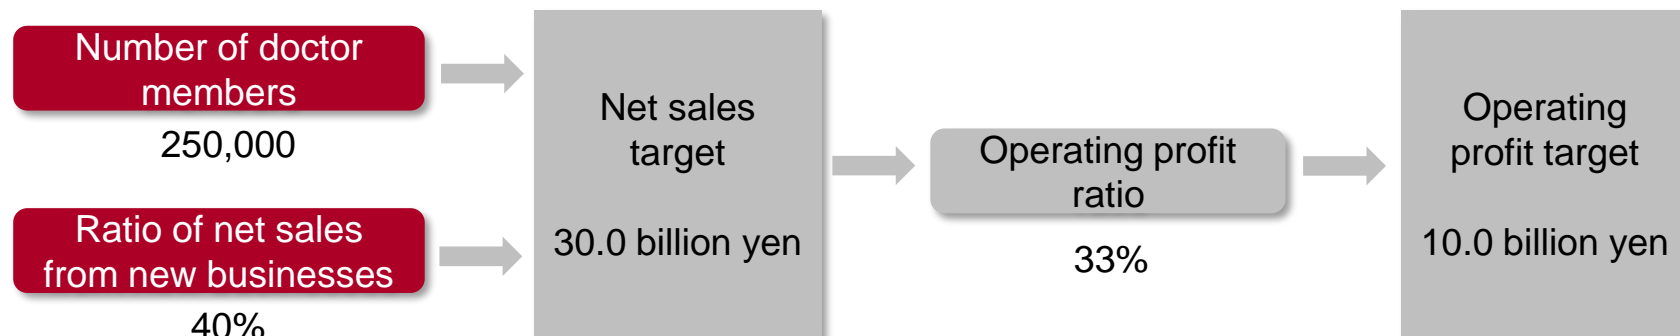 Number of doctor
members
250,000
Ratio of net sales
from new businesses
40%
Net sales
target
30.0 billion yen
Operating profit
ratio
33%
Operating
profit target
10.0 billion yen